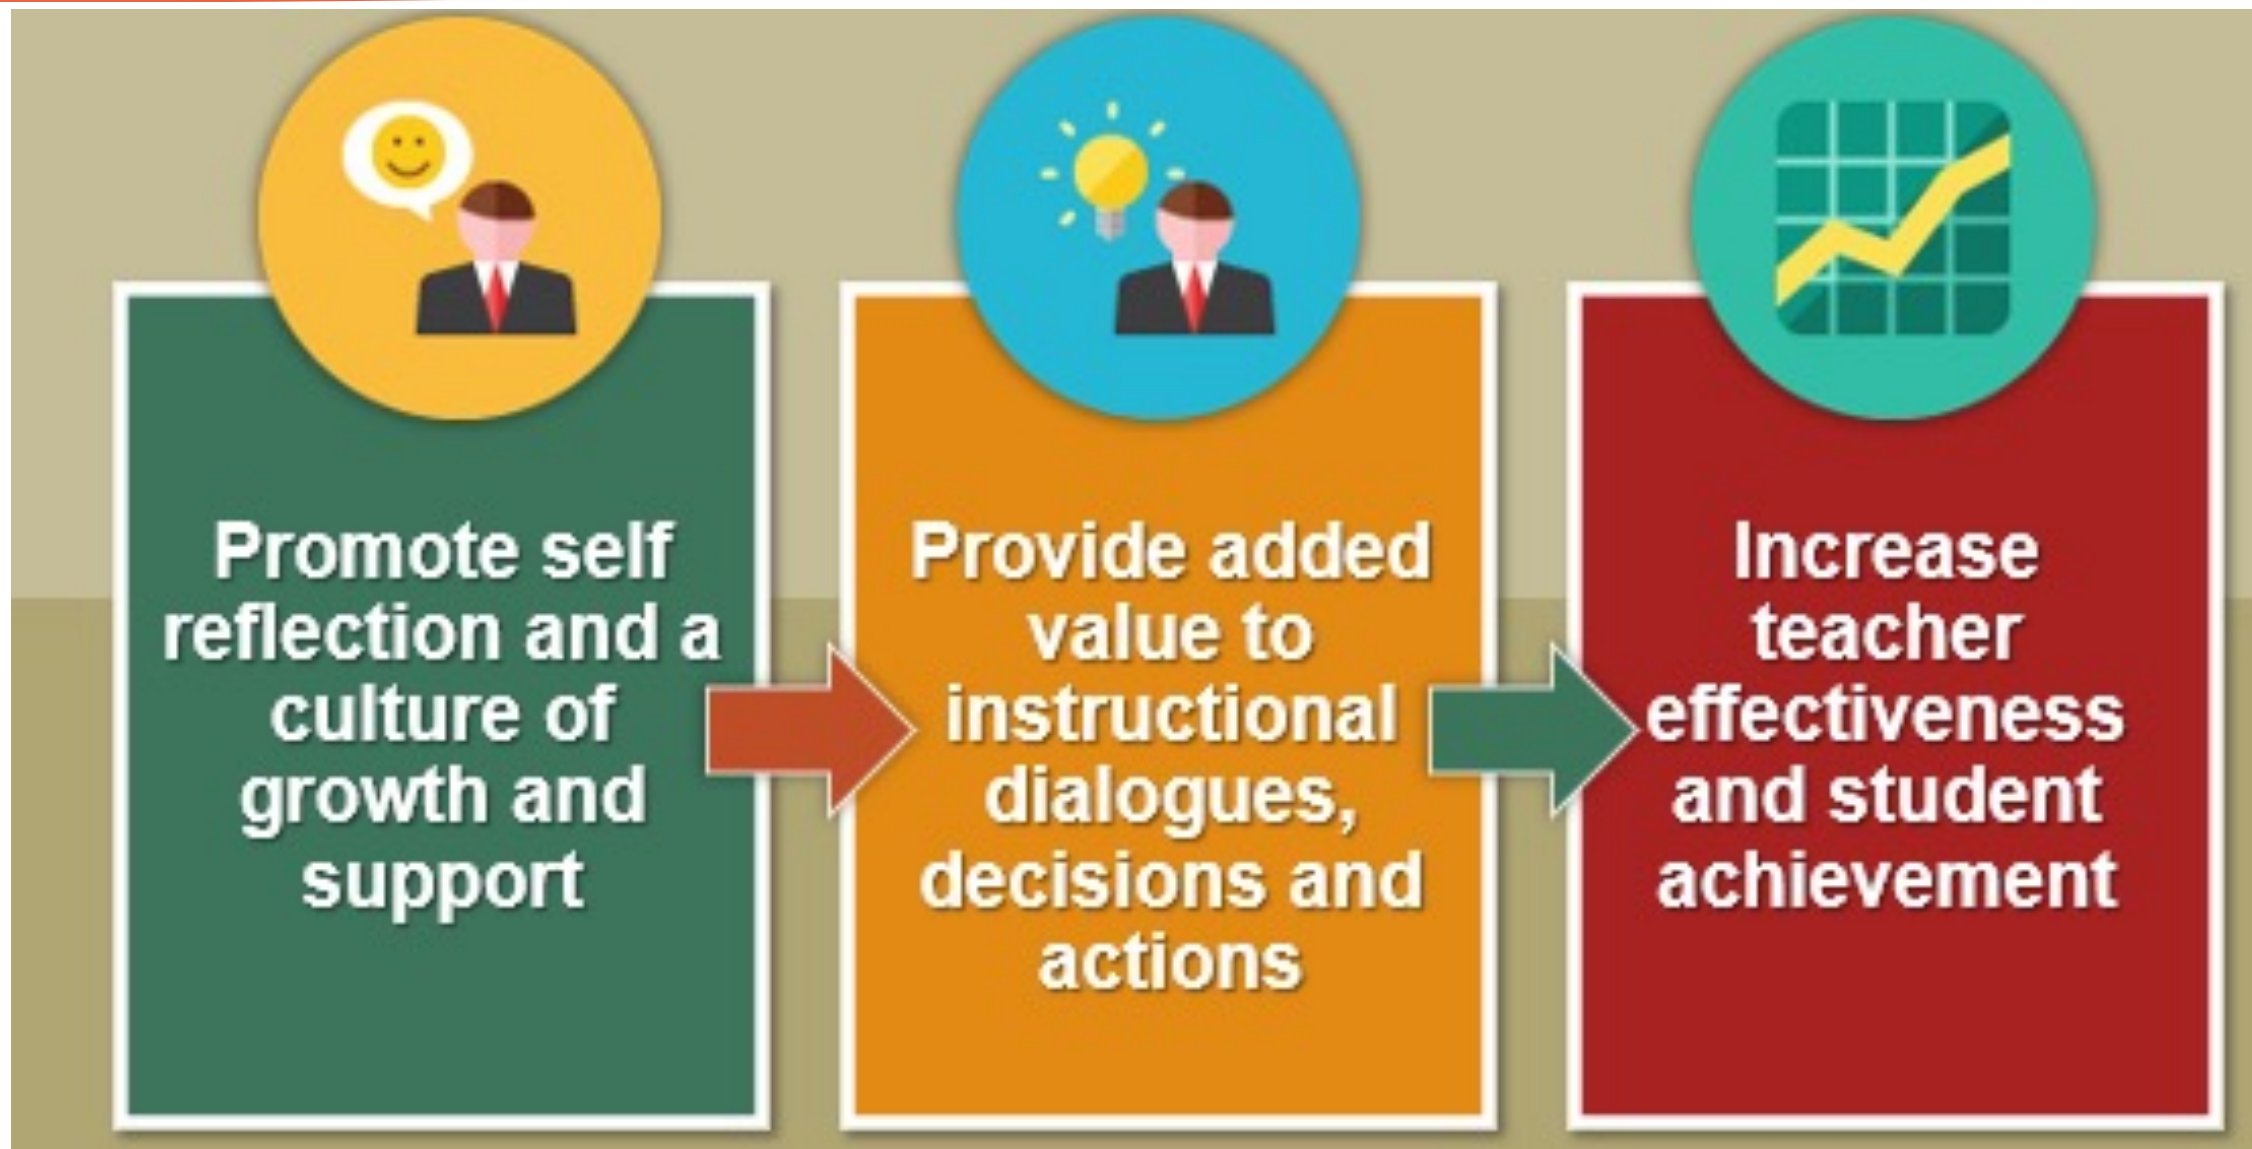 Promote self
reflection and a
culture of
growth and
support
Provide added
value to
instructional
dialogues,
decisions and
actions
Increase
teacher
effectiveness
and student
achievement